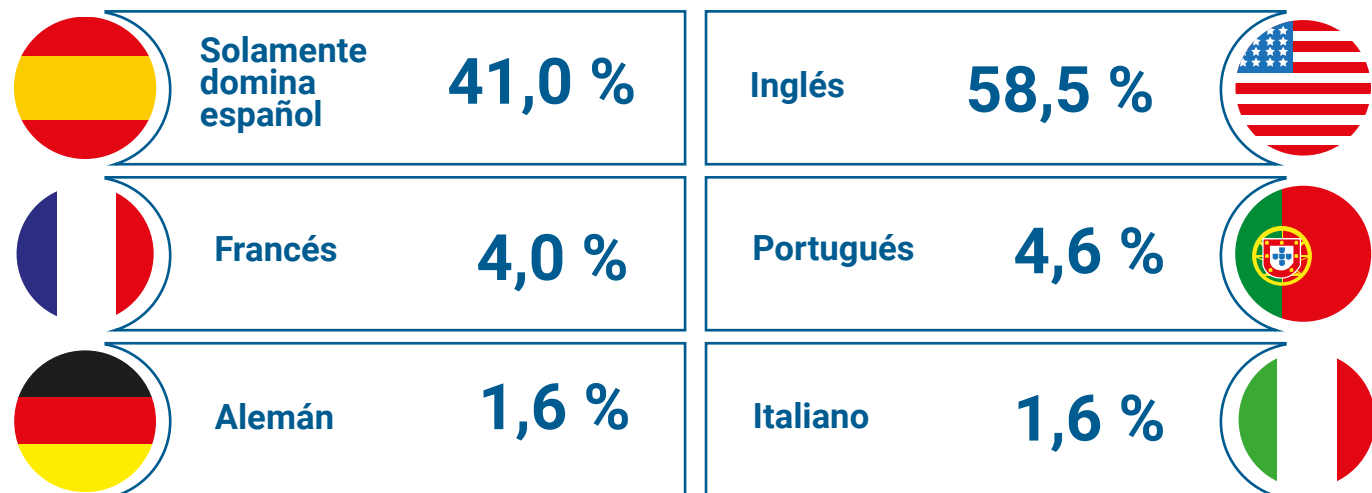 Solamente
domina
español
41,0 %
Inglés
58,5 %
Francés
4,0 %
Portugués
4,6 %
Alemán
1,6 %
Italiano
1,6 %